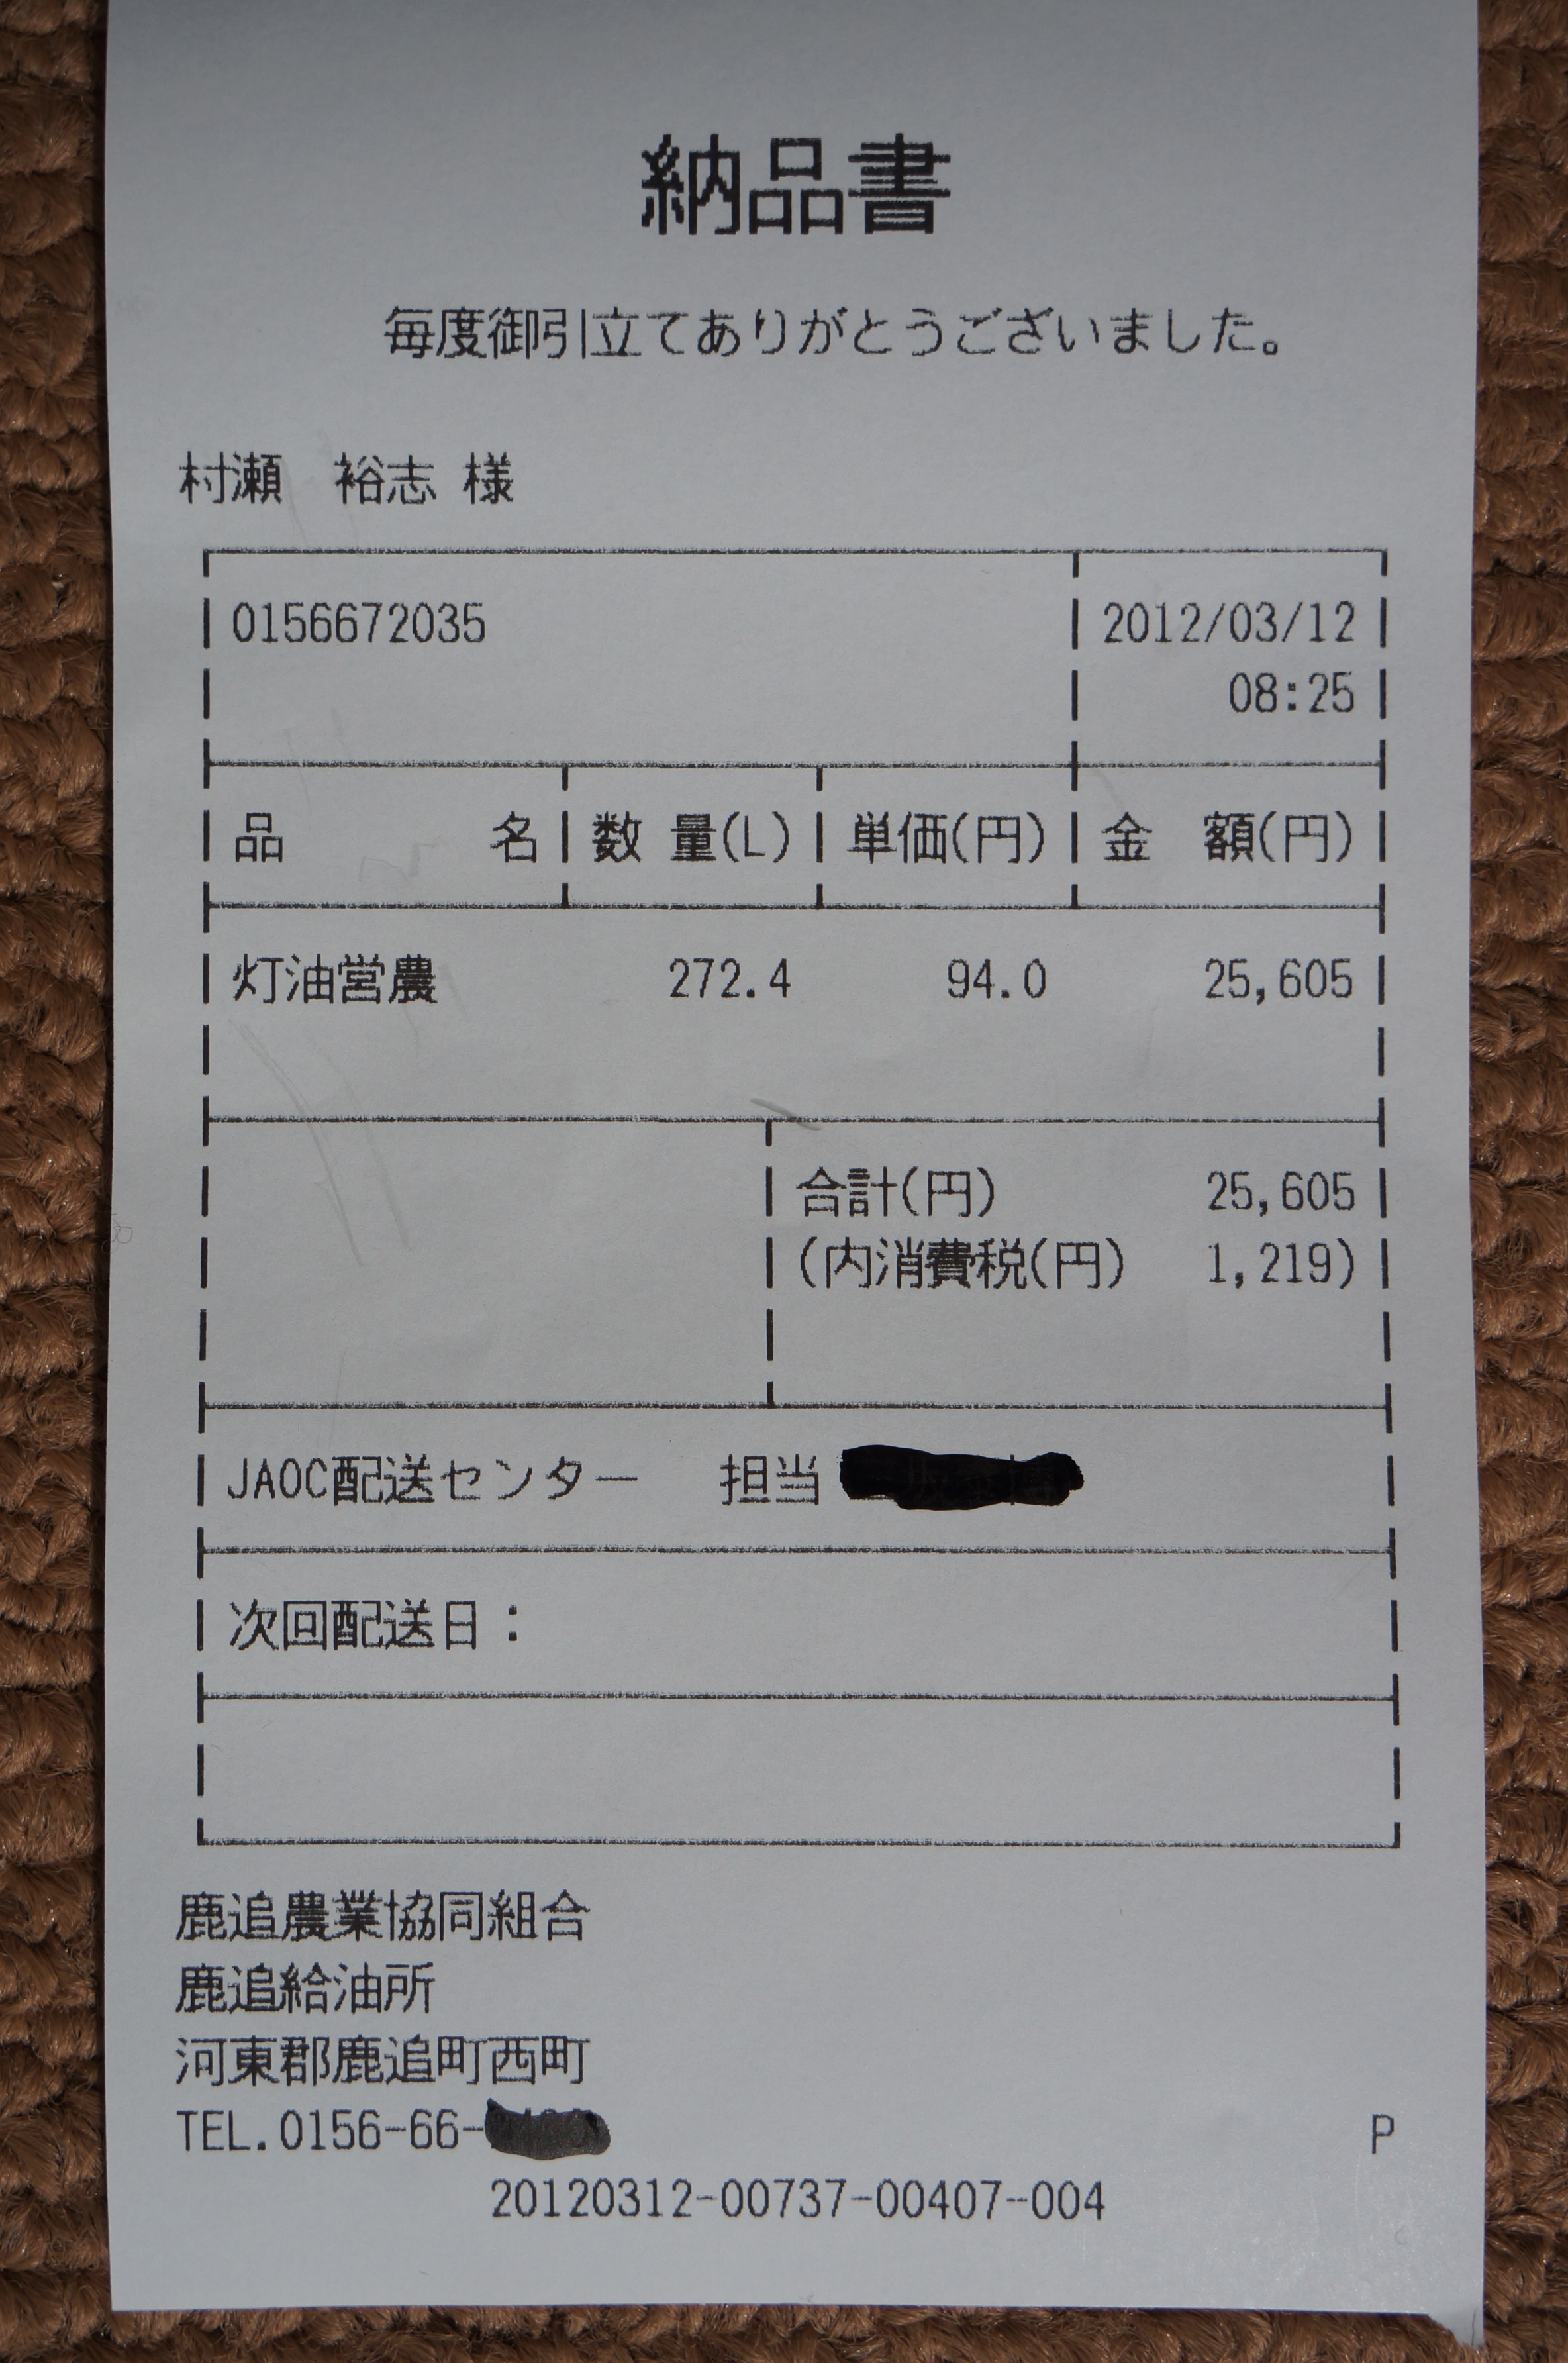 納品書
毎度御引立てありがとうございました。
村瀬　裕志 様
0156672035 2012/03/12
08:25
品　　　　名 数 量(L) 単価(円) 金　額(円)
灯油営農 272.4 94.0 25,605
合計(円) 25,605
(内消費税(円) 1,219)
JAOC配送センター 担当
次回配送日：
鹿追農業協同組合
鹿追給油所
河東郡鹿追町西町
TEL.0156-66- P
20120312-00737-00407-004